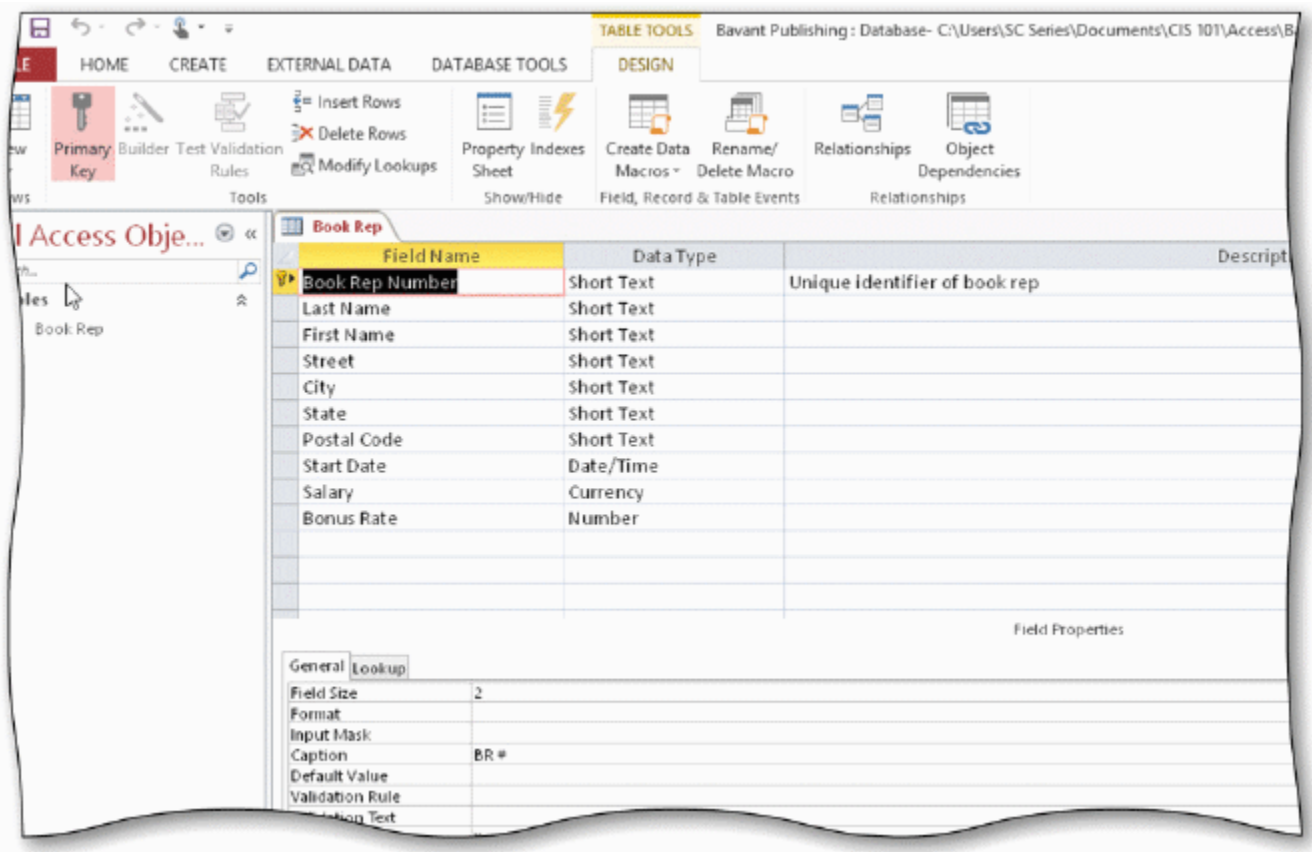 TABLE TOOLS Bavant Publishing : Database- C:\Users\SC Series\Documents\CIS 101\Access\B
LE HOME CREATE EXTERNAL DATA DATABASE TOOLS DESIGN
Insert Rows
Delete Rows
Modify Lookups
ew Primary Builder Test Validation Property Indexes Create Data Rename/ Relationships Object
Key Rules Sheet Macros Delete Macro Dependencies
ws Tools Show/Hide Field, Record & Table Events Relationships
l Access Obje...
Book Rep
Field Name Data Type Descript
Book Rep Number Short Text Unique identifier of book rep
Last Name Short Text
First Name Short Text
Street Short Text
City Short Text
State Short Text
Postal Code Short Text
Start Date Date/Time
Salary Currency
Bonus Rate Number
bles
Book Rep
Field Properties
General Lookup
Field Size 2
Format
Input Mask
Caption BR #
Default Value
Validation Rule
Text